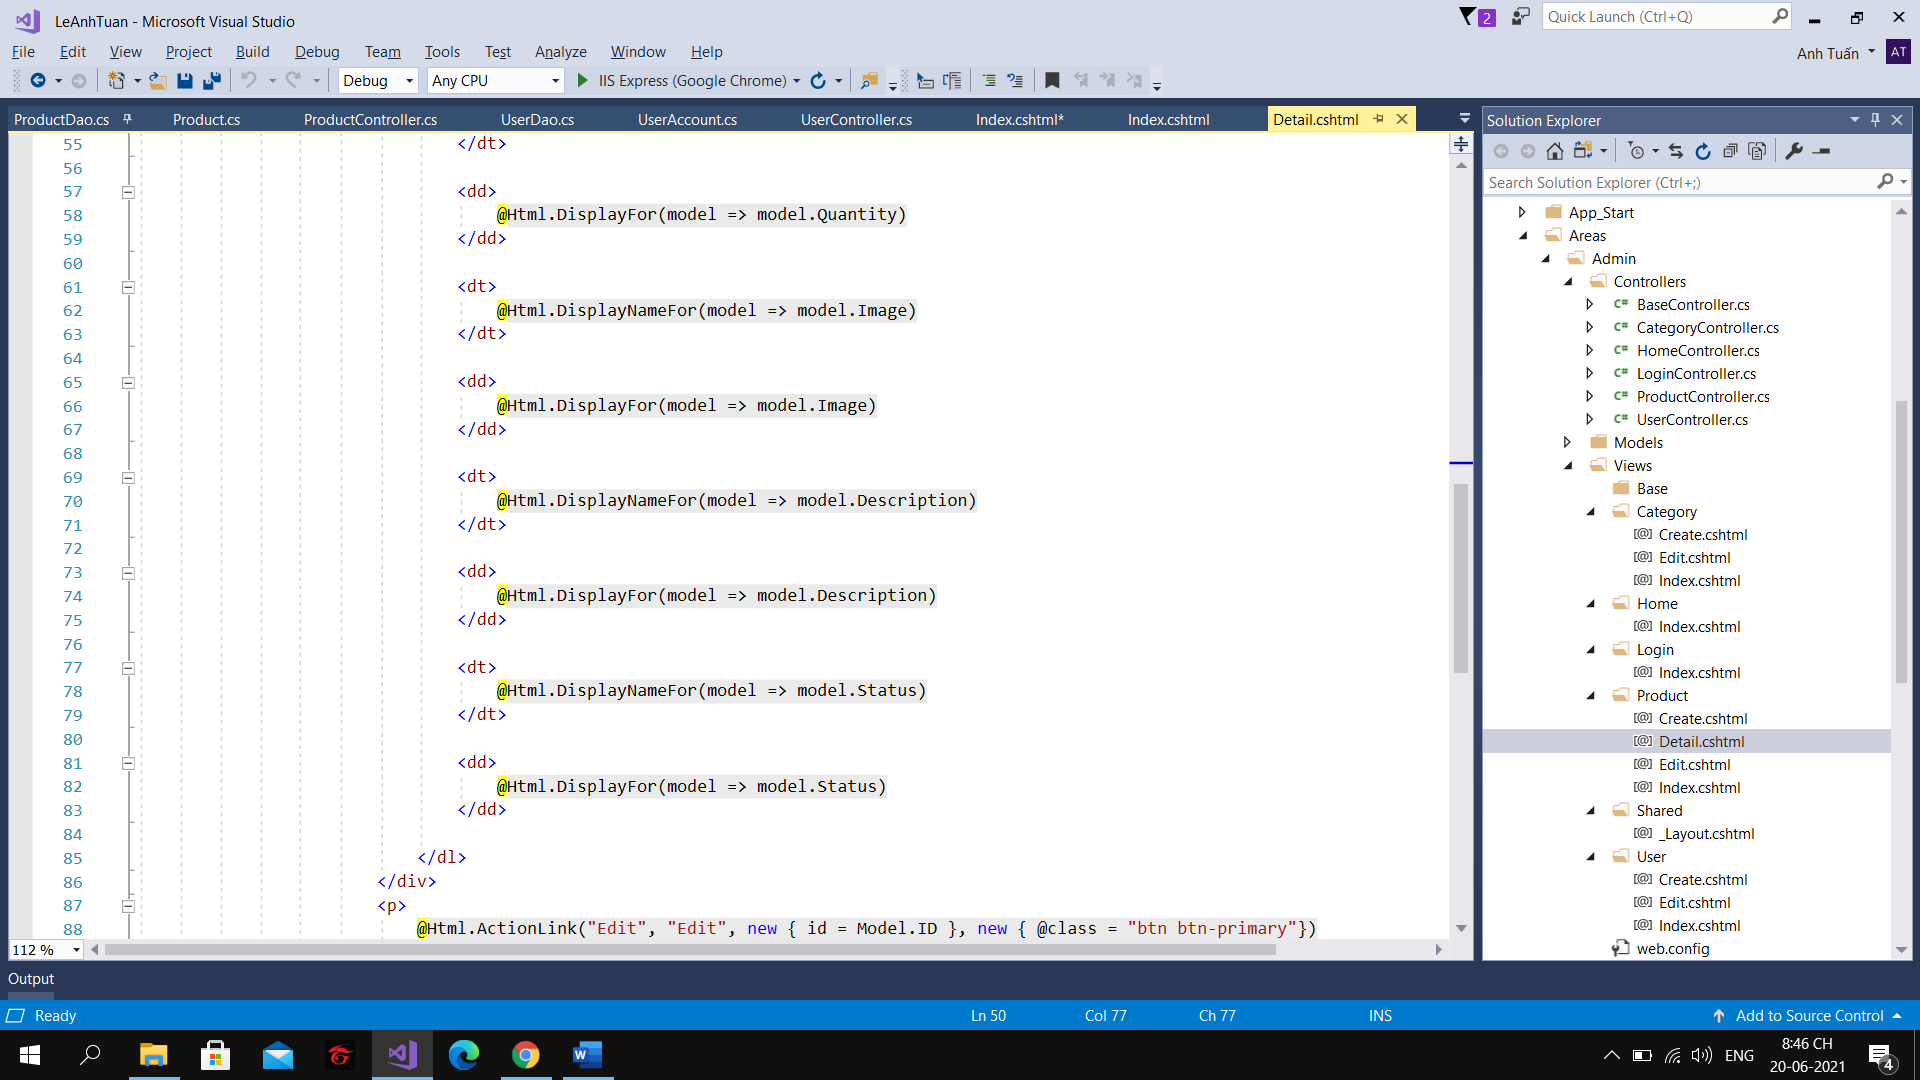 LeAnhTuan - Microsoft Visual Studio
2
Quick Launch (Ctrl+Q)
File Edit View Project Build Debug Team Tools Test Analyze Window Help
Anh Tuấn AT
Debug Any CPU IIS Express (Google Chrome)
ProductDao.cs Product.cs ProductController.cs UserDao.cs UserAccount.cs UserController.cs Index.cshtml* Index.cshtml Detail.cshtml
55 </dt>
56
57 <dd>
58 @Html.DisplayFor(model => model.Quantity)
59 </dd>
60
61 <dt>
62 @Html.DisplayNameFor(model => model.Image)
63 </dt>
64
65 <dd>
66 @Html.DisplayFor(model => model.Image)
67 </dd>
68
69 <dt>
70 @Html.DisplayNameFor(model => model.Description)
71 </dt>
72
73 <dd>
74 @Html.DisplayFor(model => model.Description)
75 </dd>
76
77 <dt>
78 @Html.DisplayNameFor(model => model.Status)
79 </dt>
80
81 <dd>
82 @Html.DisplayFor(model => model.Status)
83 </dd>
84
85 </dl>
86 </div>
87 <p>
88 @Html.ActionLink("Edit", "Edit", new { id = Model.ID }, new { @class = "btn btn-primary"})
112 %
Solution Explorer
Search Solution Explorer (Ctrl+;)
App_Start
Areas
Admin
Controllers
C# BaseController.cs
C# CategoryController.cs
C# HomeController.cs
C# LoginController.cs
C# ProductController.cs
C# UserController.cs
Models
Views
Base
Category
[@] Create.cshtml
[@] Edit.cshtml
[@] Index.cshtml
Home
[@] Index.cshtml
Login
[@] Index.cshtml
Product
[@] Create.cshtml
[@] Detail.cshtml
[@] Edit.cshtml
[@] Index.cshtml
Shared
[@] _Layout.cshtml
User
[@] Create.cshtml
[@] Edit.cshtml
[@] Index.cshtml
web.config
Output
Ready Ln 50 Col 77 Ch 77 INS Add to Source Control
W ENG 8:46 CH
20-06-2021
4